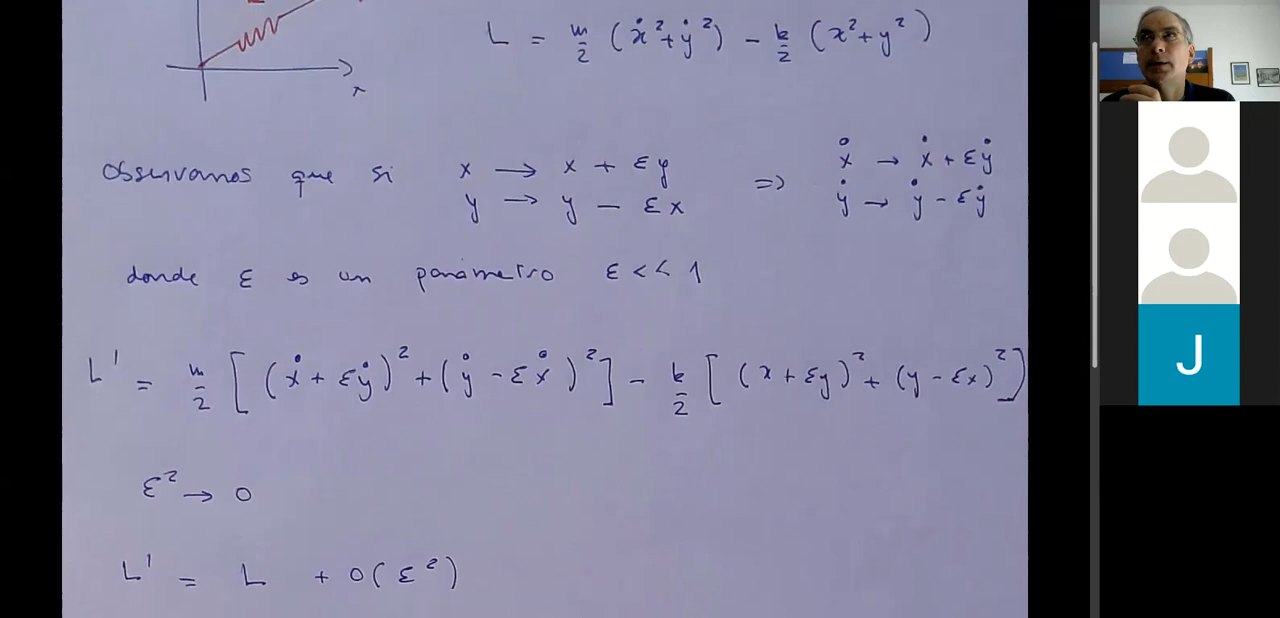 L = m/2 (ẋ² + ẏ²) - k/2 (x² + y²)
x
Observamos que si x → x + εy => ẋ → ẋ + εẏ
y → y - εx ẏ → ẏ - εẏ
donde ε es un parámetro ε << 1
L' = m/2 [(ẋ + εẏ)² + (ẏ - εẋ)²] - k/2 [(x + εy)² + (y - εx)²]
ε² → 0
L' = L + O(ε²)
J